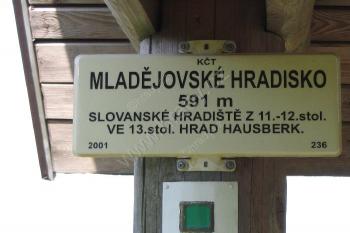 KČT
MLADĚJOVSKÉ HRADISKO
591 m
SLOVANSKÉ HRADIŠTĚ Z 11.-12.stol.
VE 13.stol. HRAD HAUSBERK.
2001 236